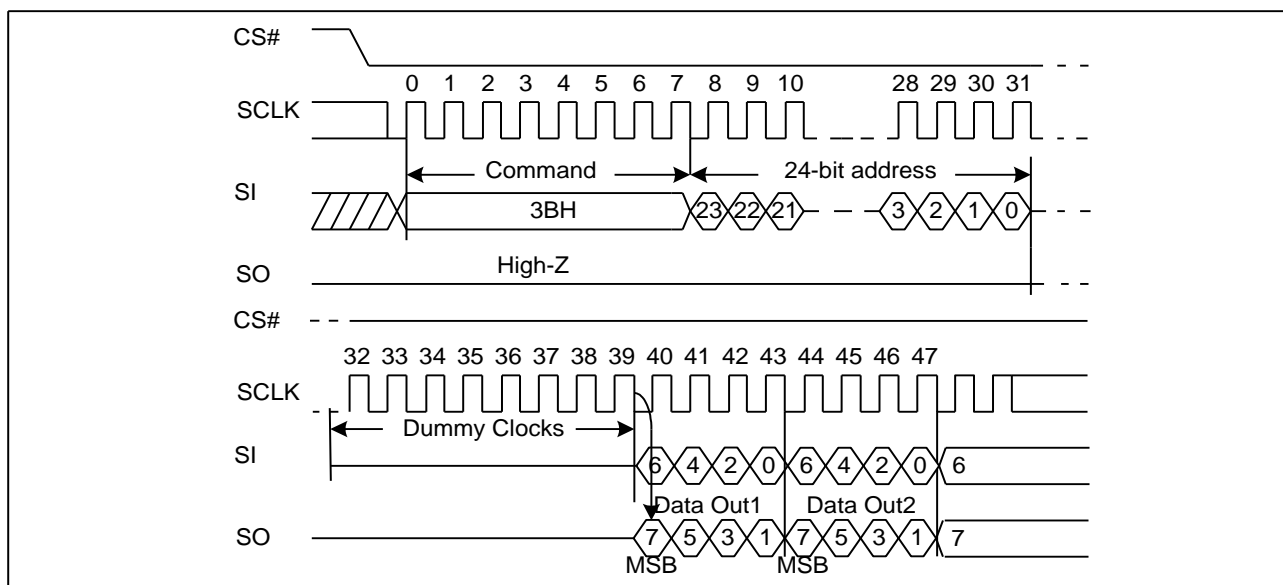 CS#
0 1 2 3 4 5 6 7 8 9 10 28 29 30 31
SCLK
Command 24-bit address
SI
3BH 23 22 21 3 2 1 0
High-Z
SO
CS#
32 33 34 35 36 37 38 39 40 41 42 43 44 45 46 47
SCLK
Dummy Clocks
SI
6 4 2 0 6 4 2 0 6
Data Out1 Data Out2
SO
7 5 3 1 7 5 3 1 7
MSB MSB